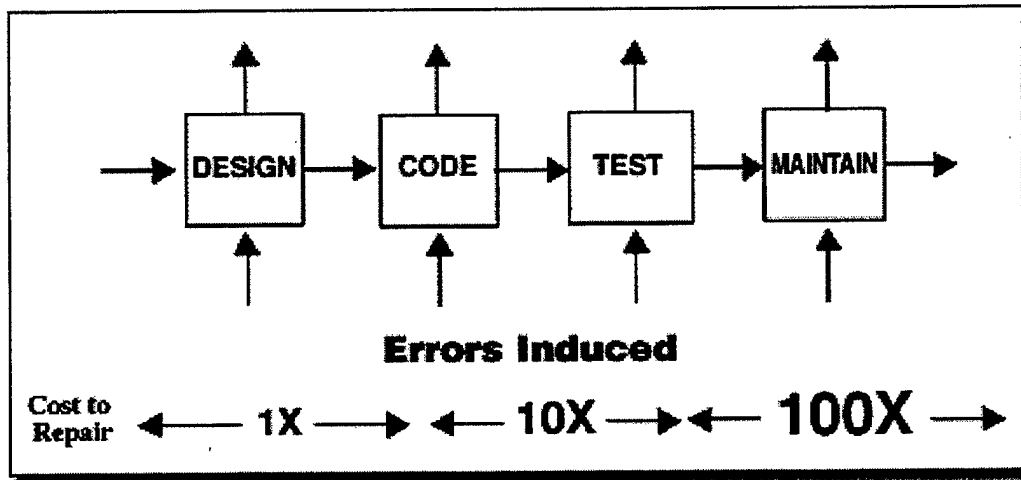 DESIGN
CODE
TEST
MAINTAIN
Errors Induced
Cost to
Repair
1X
10X
100X